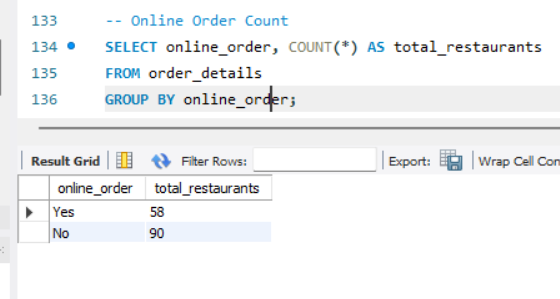 133 -- Online Order Count
134 SELECT online_order, COUNT(*) AS total_restaurants
135 FROM order_details
136 GROUP BY online_order;
Result Grid Filter Rows: Export: Wrap Cell Con
online_order total_restaurants
Yes 58
No 90